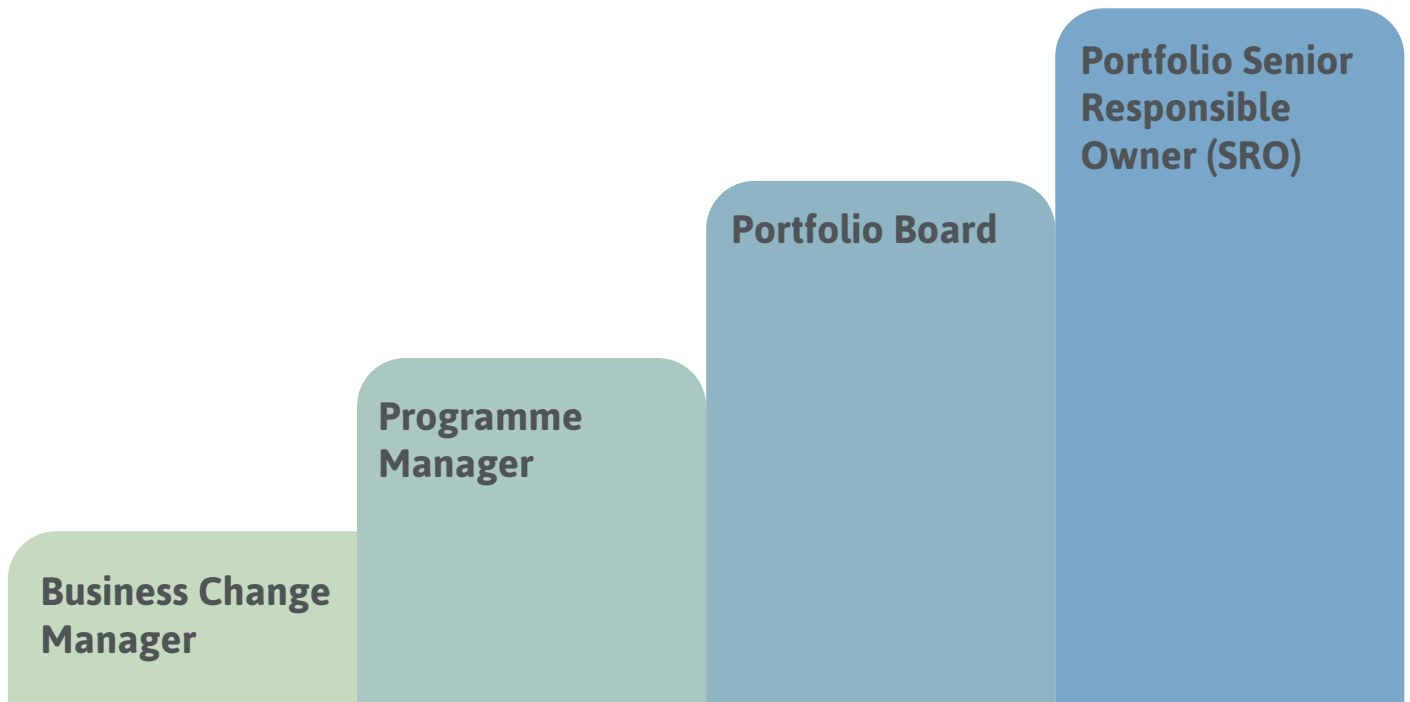 Business Change
Manager
Programme
Manager
Portfolio Board
Portfolio Senior
Responsible
Owner (SRO)